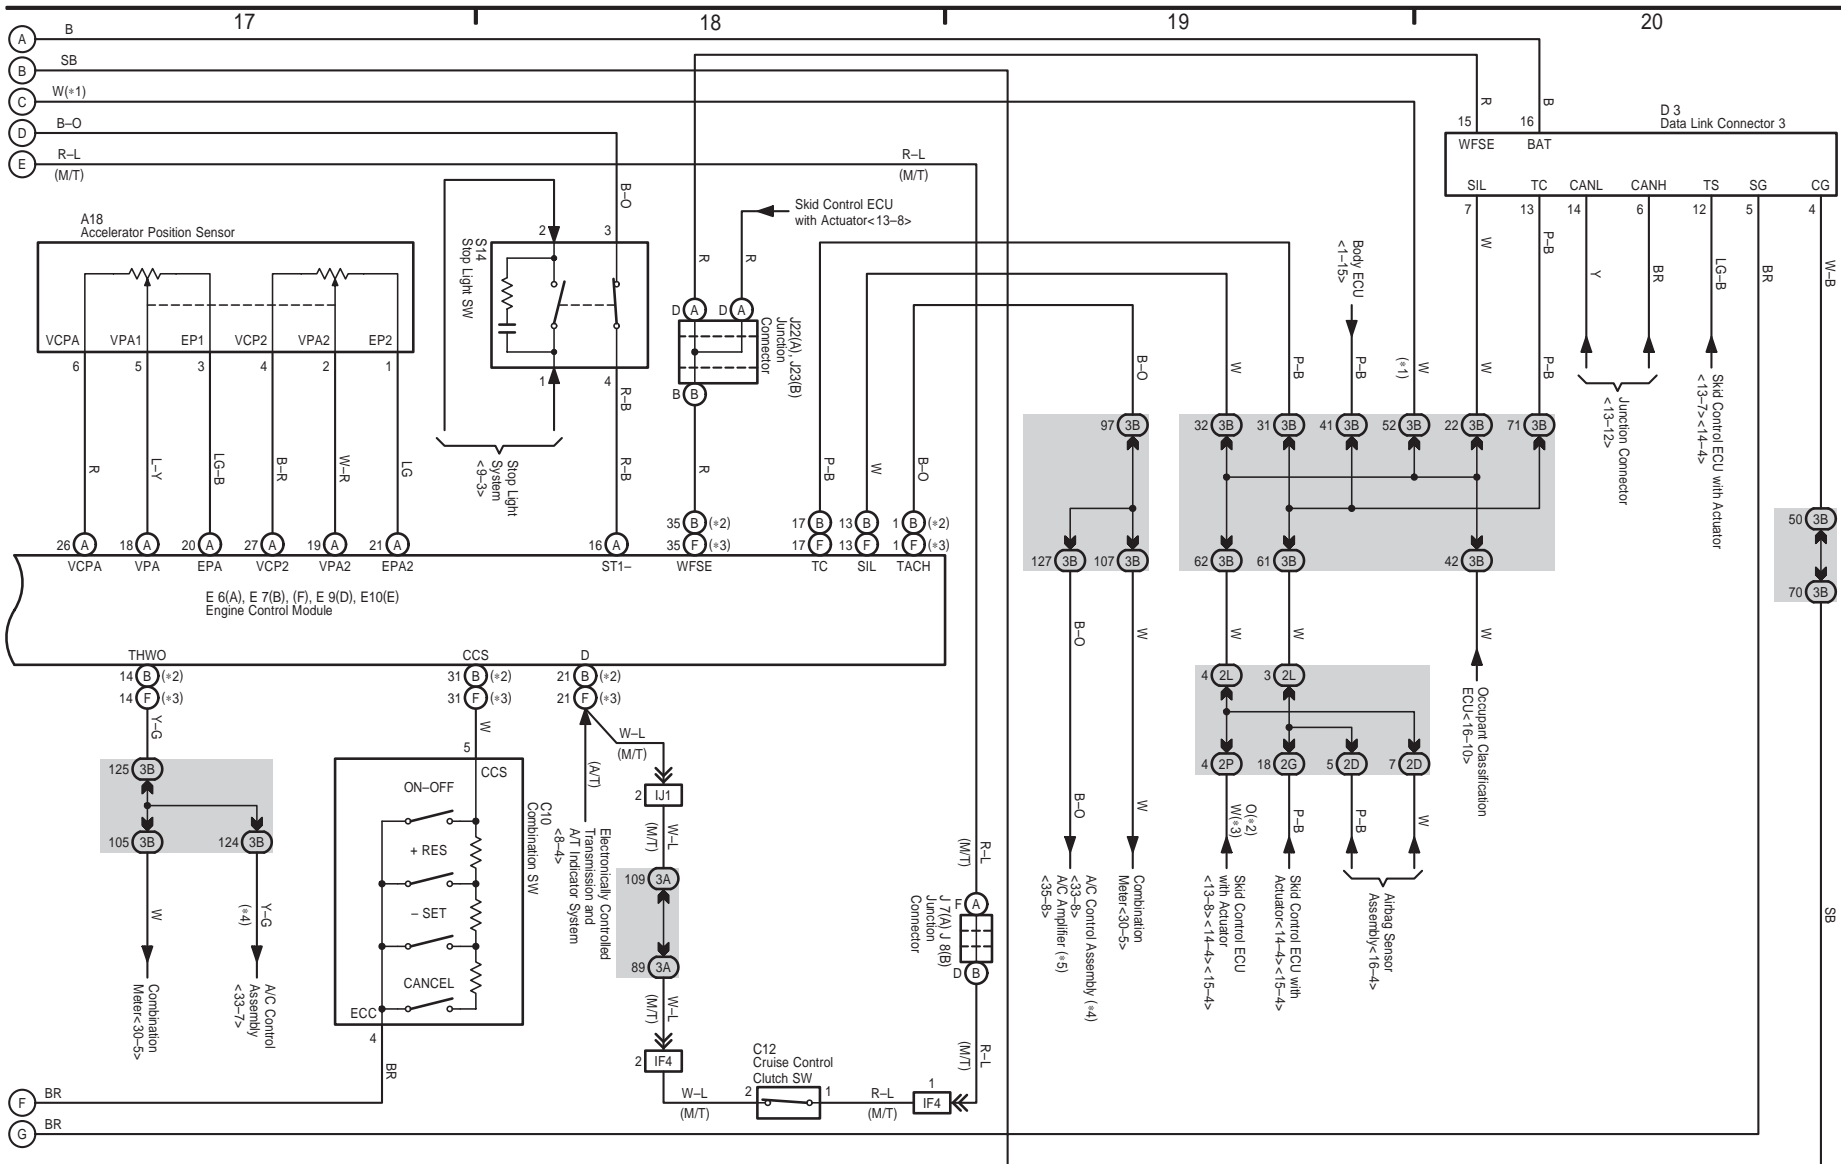 17
18
19
20
A
B
B
SB
C
W(*1)
D
B–O
E
R–L
(M/T)
R–L
(M/T)
R
B
D 3
Data Link Connector 3
15
16
WFSE
BAT
SIL
TC
CANL
CANH
TS
SG
CG
7
13
14
6
12
5
4
W
P–B
Y
BR
LG–B
BR
W–B
Junction Connector
<13–12>
Skid Control ECU with Actuator
<13–7><14–4>
A18
Accelerator Position Sensor
VCPA
VPA1
EP1
VCP2
VPA2
EP2
6
5
3
4
2
1
R
L–Y
LG–B
B–R
W–R
LG
26 A
18 A
20 A
27 A
19 A
21 A
B–O
2
3
S14
Stop Light SW
1
4
R–B
R–B
Stop Light
System
<9–3>
16 A
Skid Control ECU
with Actuator<13–8>
R
R
D A
D A
J22(A), J23(B)
Junction
Connector
B B
R
35 B (*2)
35 F (*3)
P–B
W
B–O
17 B
13 B
1 B (*2)
17 F
13 F
1 F (*3)
VCPA
VPA
EPA
VCP2
VPA2
EPA2
ST1–
WFSE
TC
SIL
TACH
E 6(A), E 7(B), (F), E 9(D), E10(E)
Engine Control Module
THWO
CCS
D
14 B (*2)
14 F (*3)
31 B (*2)
31 F (*3)
21 B (*2)
21 F (*3)
Y–G
125 3B
105 3B
124 3B
W
Y–G
(*4)
Combination
Meter<30–5>
A/C Control
Assembly
<33–7>
W
5
CCS
ON–OFF
+ RES
– SET
CANCEL
ECC
4
C10
Combination SW
BR
(A/T)
Electronically Controlled
Transmission and
A/T Indicator System
<8–4>
W–L
(M/T)
2 IJ1
W–L
(M/T)
109 3A
89 3A
W–L
(M/T)
2 IF4
W–L
(M/T)
C12
Cruise Control
Clutch SW
2
1
R–L
(M/T)
1
IF4
R–L
(M/T)
F A
J 7(A) J 8(B)
Junction
Connector
D B
R–L
(M/T)
Body ECU
<1–15>
B–O
W
P–B
P–B
W
(*1)
W
P–B
97 3B
32 3B
31 3B
41 3B
52 3B
22 3B
71 3B
127 3B
107 3B
62 3B
61 3B
42 3B
50 3B
70 3B
B–O
W
W
W
W
4 2L
3 2L
4 2P
18 2G
5 2D
7 2D
Occupant Classification
ECU<16–10>
B–O
W
O(*2)
W(*3)
P–B
P–B
W
A/C Control Assembly (*4)
<33–8>
A/C Amplifier (*5)
<35–8>
Combination
Meter<30–5>
Skid Control ECU
with Actuator
<13–8><14–4><15–4>
Skid Control ECU with
Actuator<14–4><15–4>
Airbag Sensor
Assembly<16–4>
SB
F
BR
G
BR